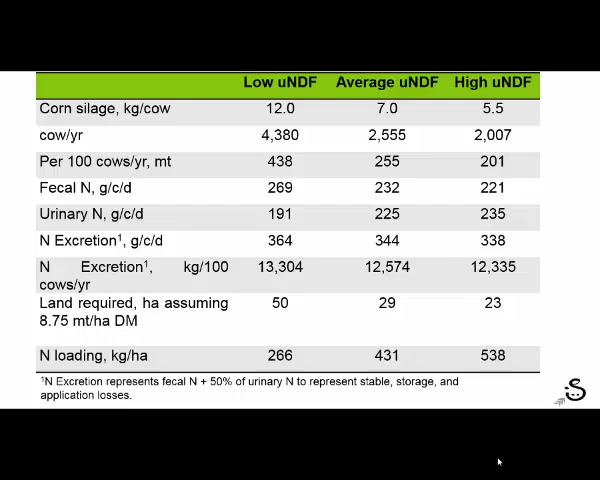 Low uNDF Average uNDF High uNDF
Corn silage, kg/cow 12.0 7.0 5.5
cow/yr 4,380 2,555 2,007
Per 100 cows/yr, mt 438 255 201
Fecal N, g/c/d 269 232 221
Urinary N, g/c/d 191 225 235
N Excretion¹, g/c/d 364 344 338
N Excretion¹, kg/100 13,304 12,574 12,335
cows/yr
Land required, ha assuming 50 29 23
8.75 mt/ha DM
N loading, kg/ha 266 431 538
¹N Excretion represents fecal N + 50% of urinary N to represent stable, storage, and
application losses.